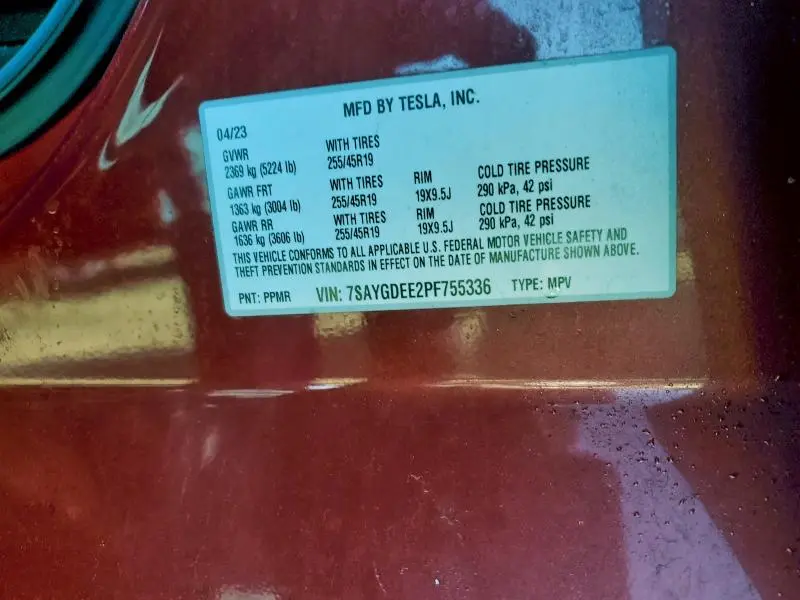 MFD BY TESLA, INC.
04/23
GVWR WITH TIRES
2369 kg (5224 lb) 255/45R19
GAWR FRT WITH TIRES RIM COLD TIRE PRESSURE
1363 kg (3004 lb) 255/45R19 19X9.5J 290 kPa, 42 psi
GAWR RR WITH TIRES RIM COLD TIRE PRESSURE
1636 kg (3606 lb) 255/45R19 19X9.5J 290 kPa, 42 psi
THIS VEHICLE CONFORMS TO ALL APPLICABLE U.S. FEDERAL MOTOR VEHICLE SAFETY AND
THEFT PREVENTION STANDARDS IN EFFECT ON THE DATE OF MANUFACTURE SHOWN ABOVE.
PNT: PPMR VIN: 7SAYGDEE2PF755336 TYPE: MPV